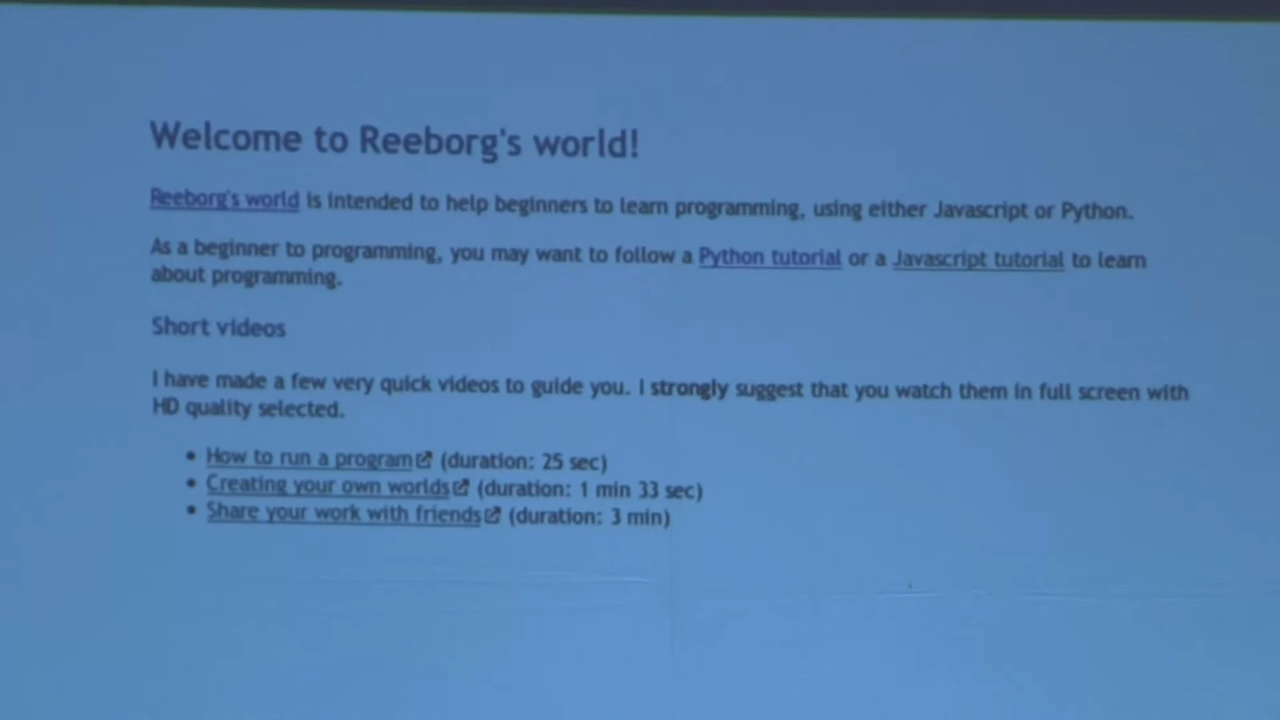 Welcome to Reeborg's world!
Reeborg's world is intended to help beginners to learn programming, using either Javascript or Python.
As a beginner to programming, you may want to follow a Python tutorial or a Javascript tutorial to learn
about programming.
Short videos
I have made a few very quick videos to guide you. I strongly suggest that you watch them in full screen with
HD quality selected.
• How to run a program (duration: 25 sec)
• Creating your own worlds (duration: 1 min 33 sec)
• Share your work with friends (duration: 3 min)